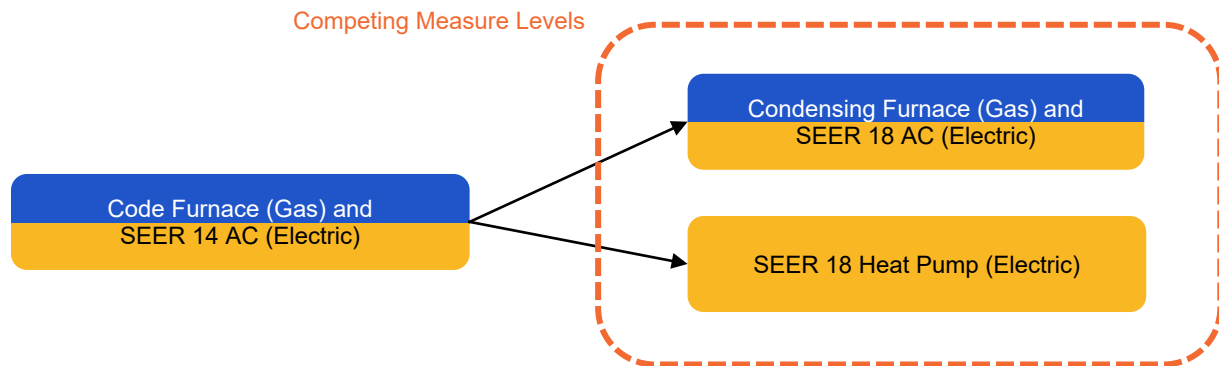 Competing Measure Levels
Condensing Furnace (Gas) and
SEER 18 AC (Electric)
Code Furnace (Gas) and
SEER 14 AC (Electric)
SEER 18 Heat Pump (Electric)